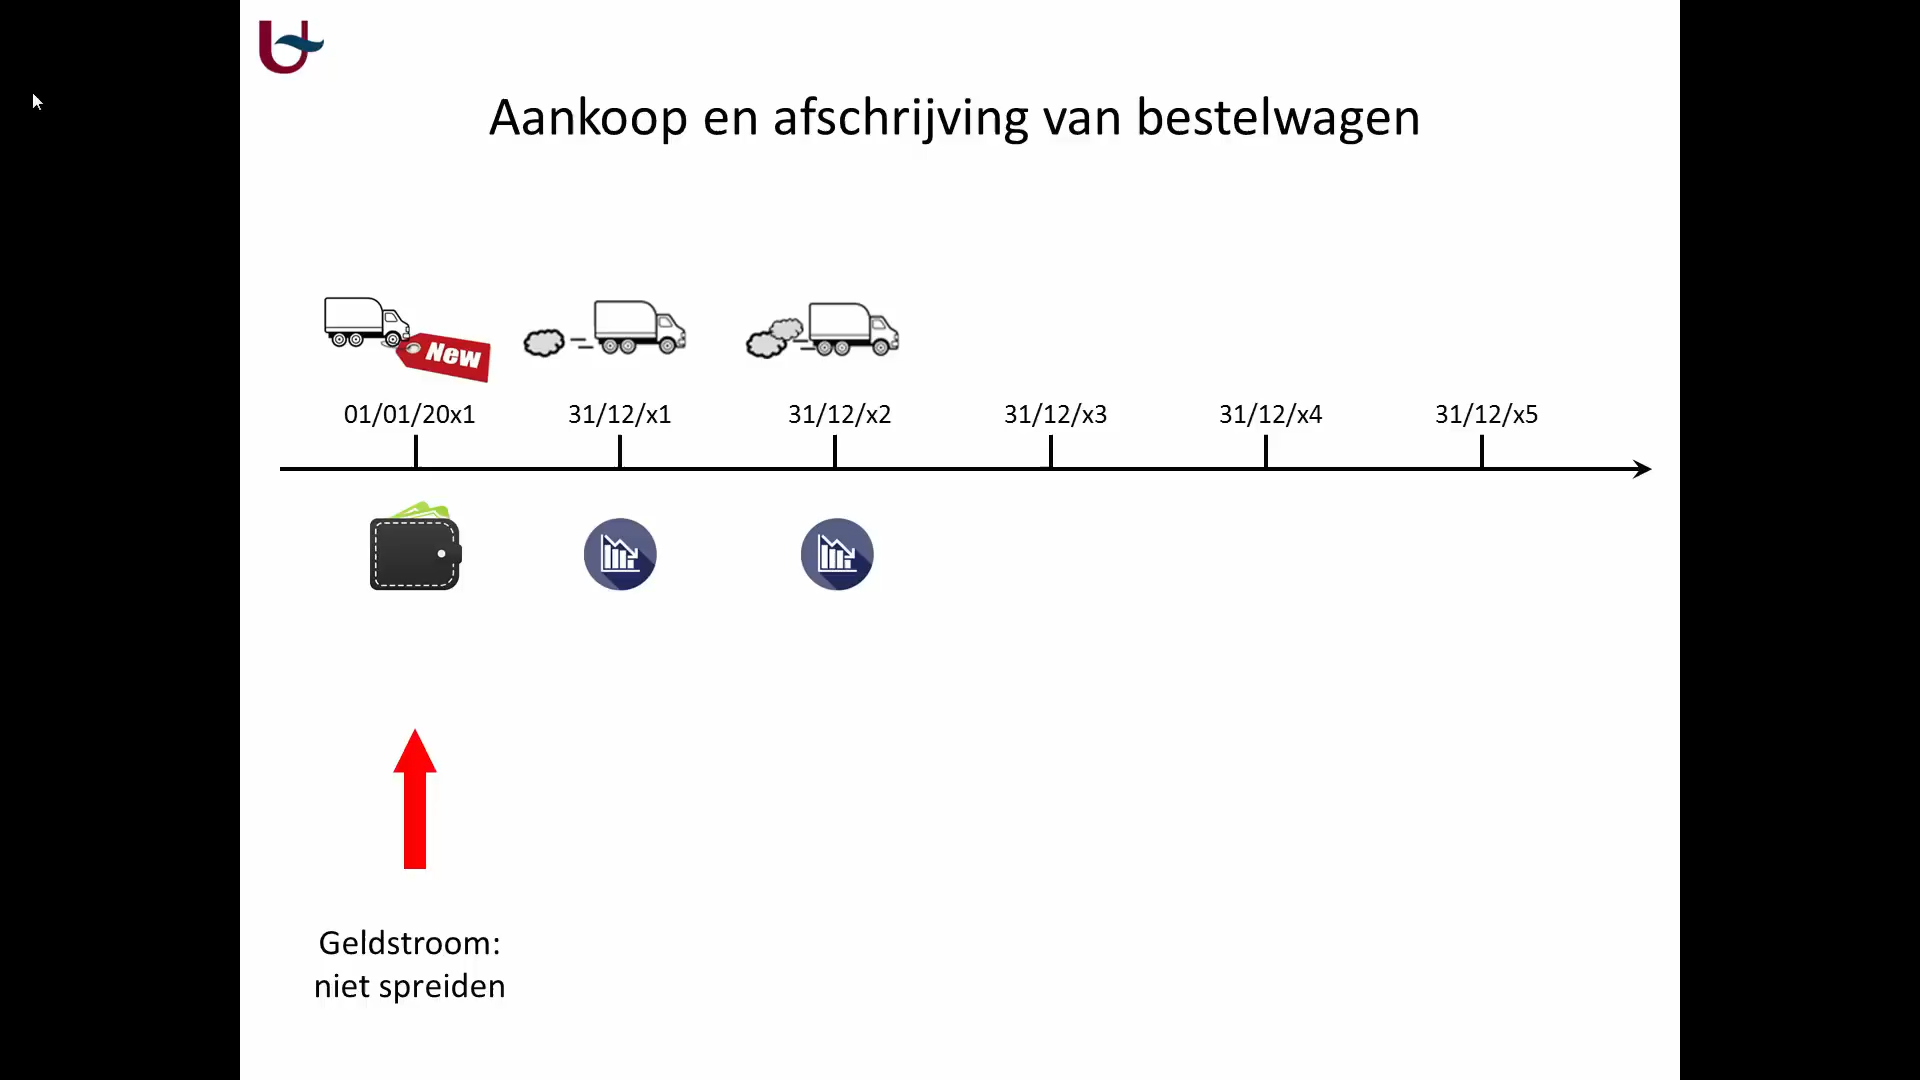 Aankoop en afschrijving van bestelwagen
New
01/01/20x1 31/12/x1 31/12/x2 31/12/x3 31/12/x4 31/12/x5
Geldstroom:
niet spreiden